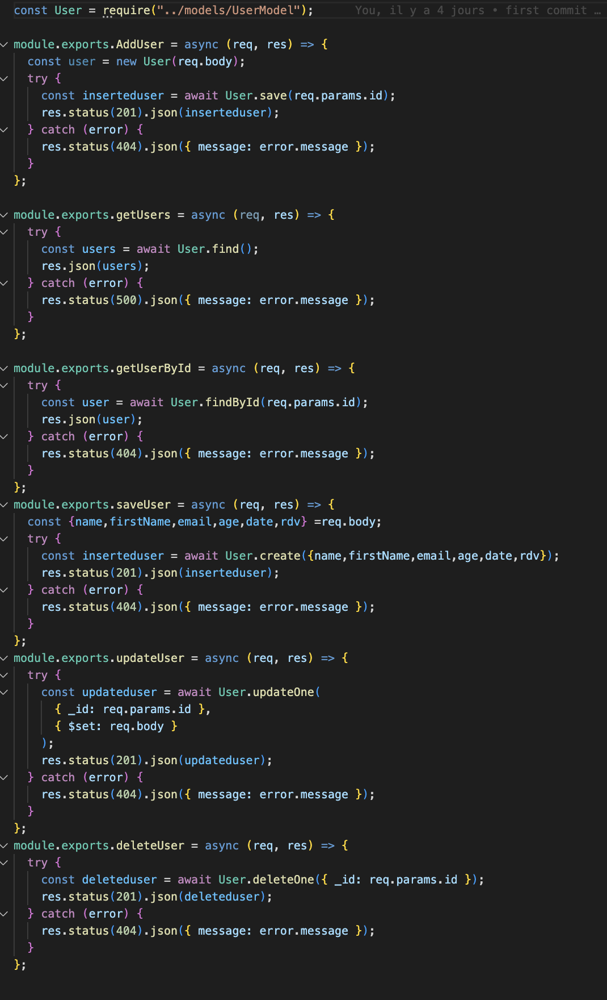 const User = require("../models/UserModel"); You, il y a 4 jours • first commit …
module.exports.AddUser = async (req, res) => {
const user = new User(req.body);
try {
const inserteduser = await User.save(req.params.id);
res.status(201).json(inserteduser);
} catch (error) {
res.status(404).json({ message: error.message });
}
};
module.exports.getUsers = async (req, res) => {
try {
const users = await User.find();
res.json(users);
} catch (error) {
res.status(500).json({ message: error.message });
}
};
module.exports.getUserById = async (req, res) => {
try {
const user = await User.findById(req.params.id);
res.json(user);
} catch (error) {
res.status(404).json({ message: error.message });
}
};
module.exports.saveUser = async (req, res) => {
const {name,firstName,email,age,date,rdv} =req.body;
try {
const inserteduser = await User.create({name,firstName,email,age,date,rdv});
res.status(201).json(inserteduser);
} catch (error) {
res.status(404).json({ message: error.message });
}
};
module.exports.updateUser = async (req, res) => {
try {
const updateduser = await User.updateOne(
{ _id: req.params.id },
{ $set: req.body }
);
res.status(201).json(updateduser);
} catch (error) {
res.status(404).json({ message: error.message });
}
};
module.exports.deleteUser = async (req, res) => {
try {
const deleteduser = await User.deleteOne({ _id: req.params.id });
res.status(201).json(deleteduser);
} catch (error) {
res.status(404).json({ message: error.message });
}
};